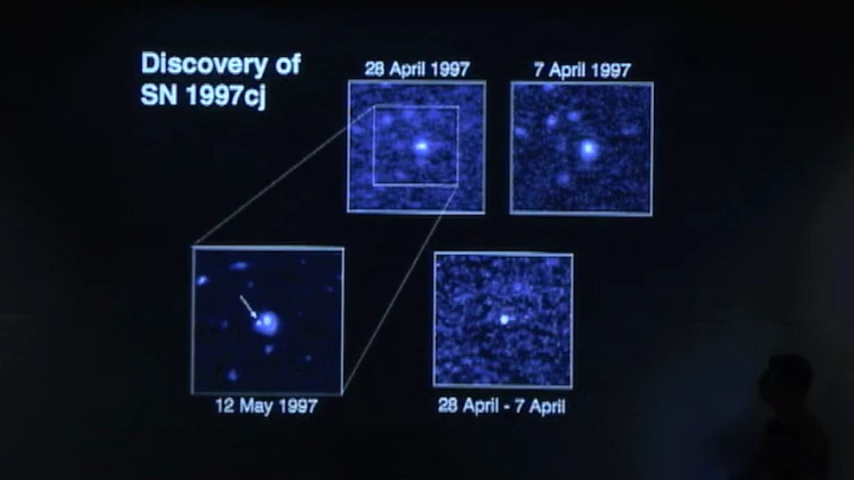 Discovery of
SN 1997cj
28 April 1997
7 April 1997
12 May 1997
28 April - 7 April